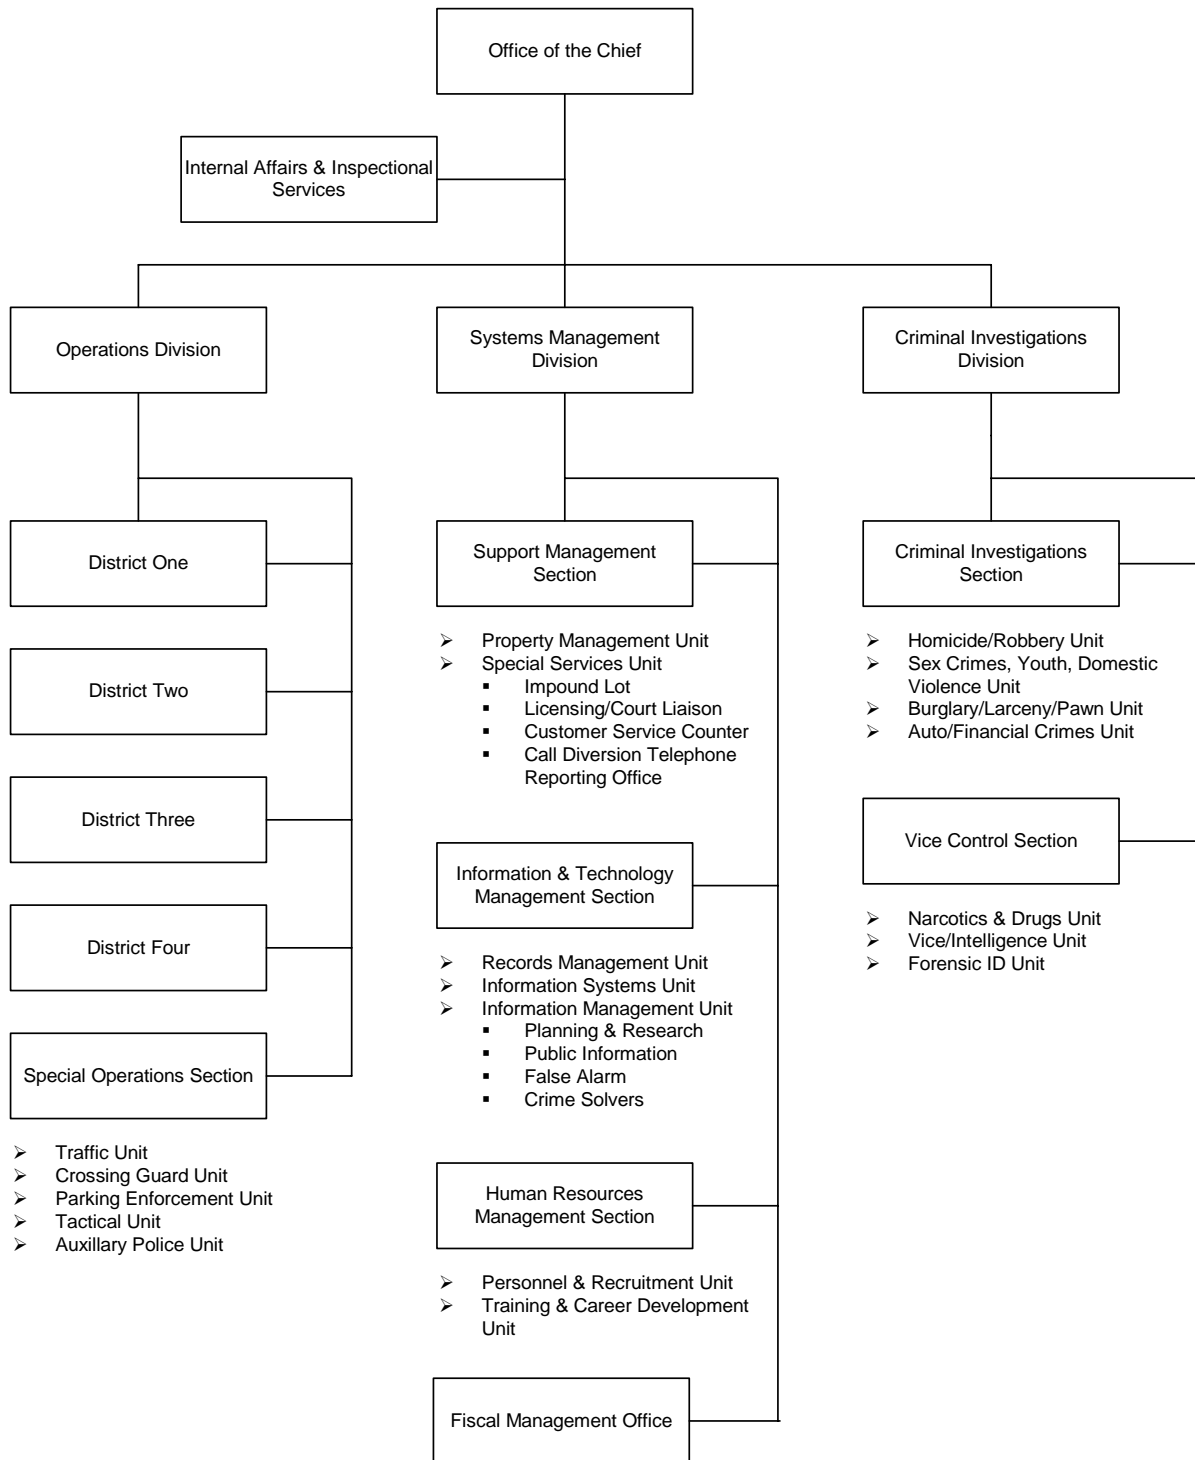 Office of the Chief
Internal Affairs & Inspectional
Services
Operations Division
Systems Management
Division
Criminal Investigations
Division
District One
District Two
District Three
District Four
Special Operations Section
➢ Traffic Unit
➢ Crossing Guard Unit
➢ Parking Enforcement Unit
➢ Tactical Unit
➢ Auxillary Police Unit
Support Management
Section
➢ Property Management Unit
➢ Special Services Unit
▪ Impound Lot
▪ Licensing/Court Liaison
▪ Customer Service Counter
▪ Call Diversion Telephone
Reporting Office
Information & Technology
Management Section
➢ Records Management Unit
➢ Information Systems Unit
➢ Information Management Unit
▪ Planning & Research
▪ Public Information
▪ False Alarm
▪ Crime Solvers
Human Resources
Management Section
➢ Personnel & Recruitment Unit
➢ Training & Career Development
Unit
Fiscal Management Office
Criminal Investigations
Section
➢ Homicide/Robbery Unit
➢ Sex Crimes, Youth, Domestic
Violence Unit
➢ Burglary/Larceny/Pawn Unit
➢ Auto/Financial Crimes Unit
Vice Control Section
➢ Narcotics & Drugs Unit
➢ Vice/Intelligence Unit
➢ Forensic ID Unit